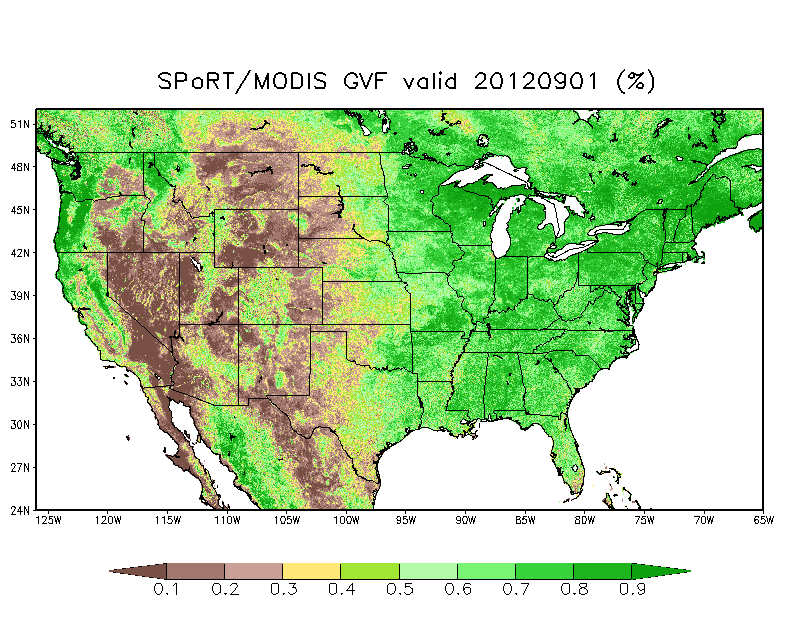 SPoRT/MODIS GVF valid 20120901 (%)
51N
48N
45N
42N
39N
36N
33N
30N
27N
24N
125W 120W 115W 110W 105W 100W 95W 90W 85W 80W 75W 70W 65W
0.1 0.2 0.3 0.4 0.5 0.6 0.7 0.8 0.9